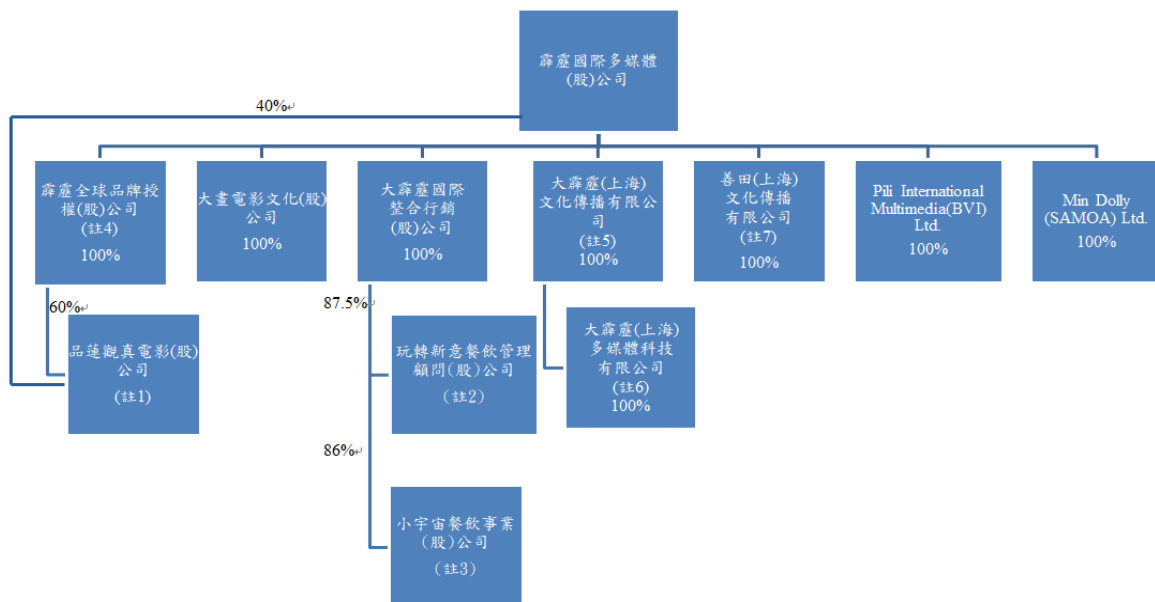 霹靂國際多媒體
(股)公司
40%
霹靂全球品牌授
權(股)公司
(註4)
100%
大畫電影文化(股)
公司
100%
大霹靂國際
整合行銷
(股)公司
100%
大霹靂(上海)
文化傳播有限公
司
(註5)
100%
善田(上海)
文化傳播
有限公司
(註7)
100%
Pili International
Multimedia(BVI)
Ltd.
100%
Min Dolly
(SAMOA) Ltd.
100%
60%
品蓮觀真電影(股)
公司
(註1)
87.5%
玩轉新意餐飲管理
顧問(股)公司
(註2)
大霹靂(上海)
多媒體科技
有限公司
(註6)
100%
86%
小宇宙餐飲事業
(股)公司
(註3)